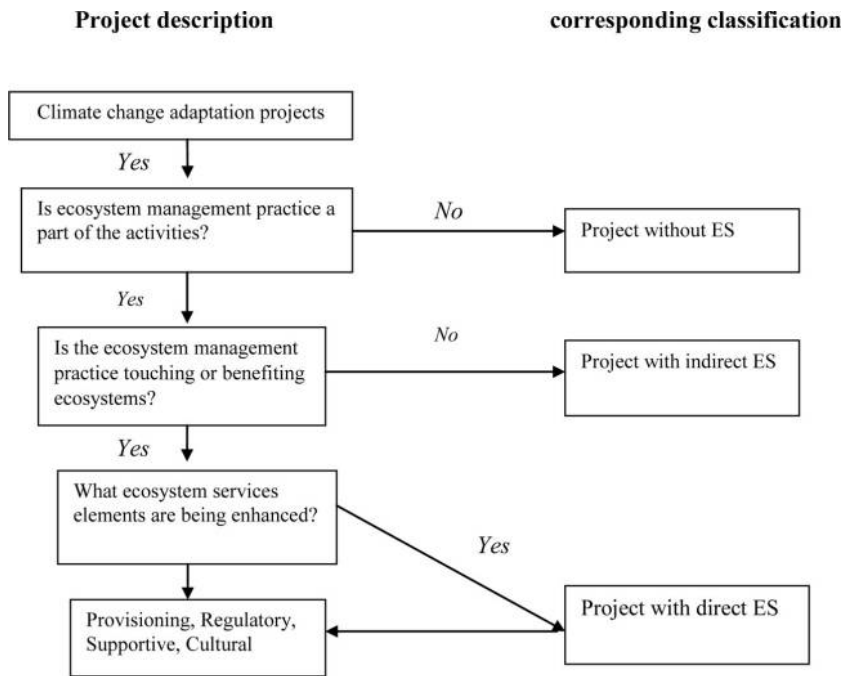 Project description
corresponding classification
Climate change adaptation projects
Yes
Is ecosystem management practice a
part of the activities?
No
Project without ES
Yes
Is the ecosystem management
practice touching or benefiting
ecosystems?
No
Project with indirect ES
Yes
What ecosystem services
elements are being enhanced?
Yes
Provisioning, Regulatory,
Supportive, Cultural
Project with direct ES